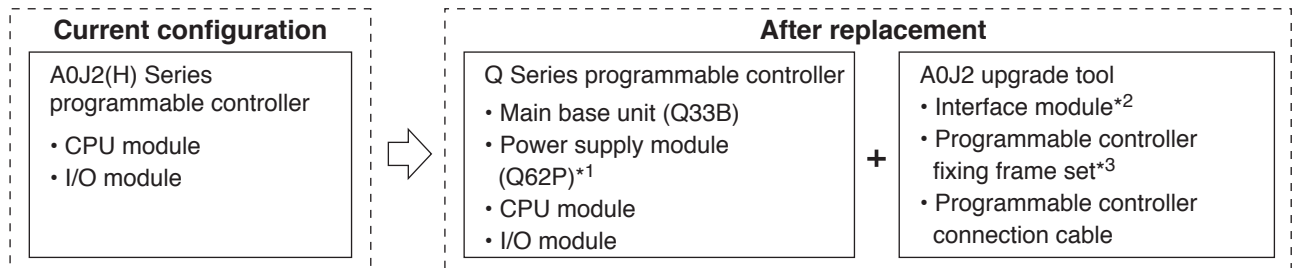 Current configuration
A0J2(H) Series
programmable controller
• CPU module
• I/O module
After replacement
Q Series programmable controller
• Main base unit (Q33B)
• Power supply module
(Q62P)*1
• CPU module
• I/O module
+
A0J2 upgrade tool
• Interface module*2
• Programmable controller
fixing frame set*3
• Programmable controller
connection cable